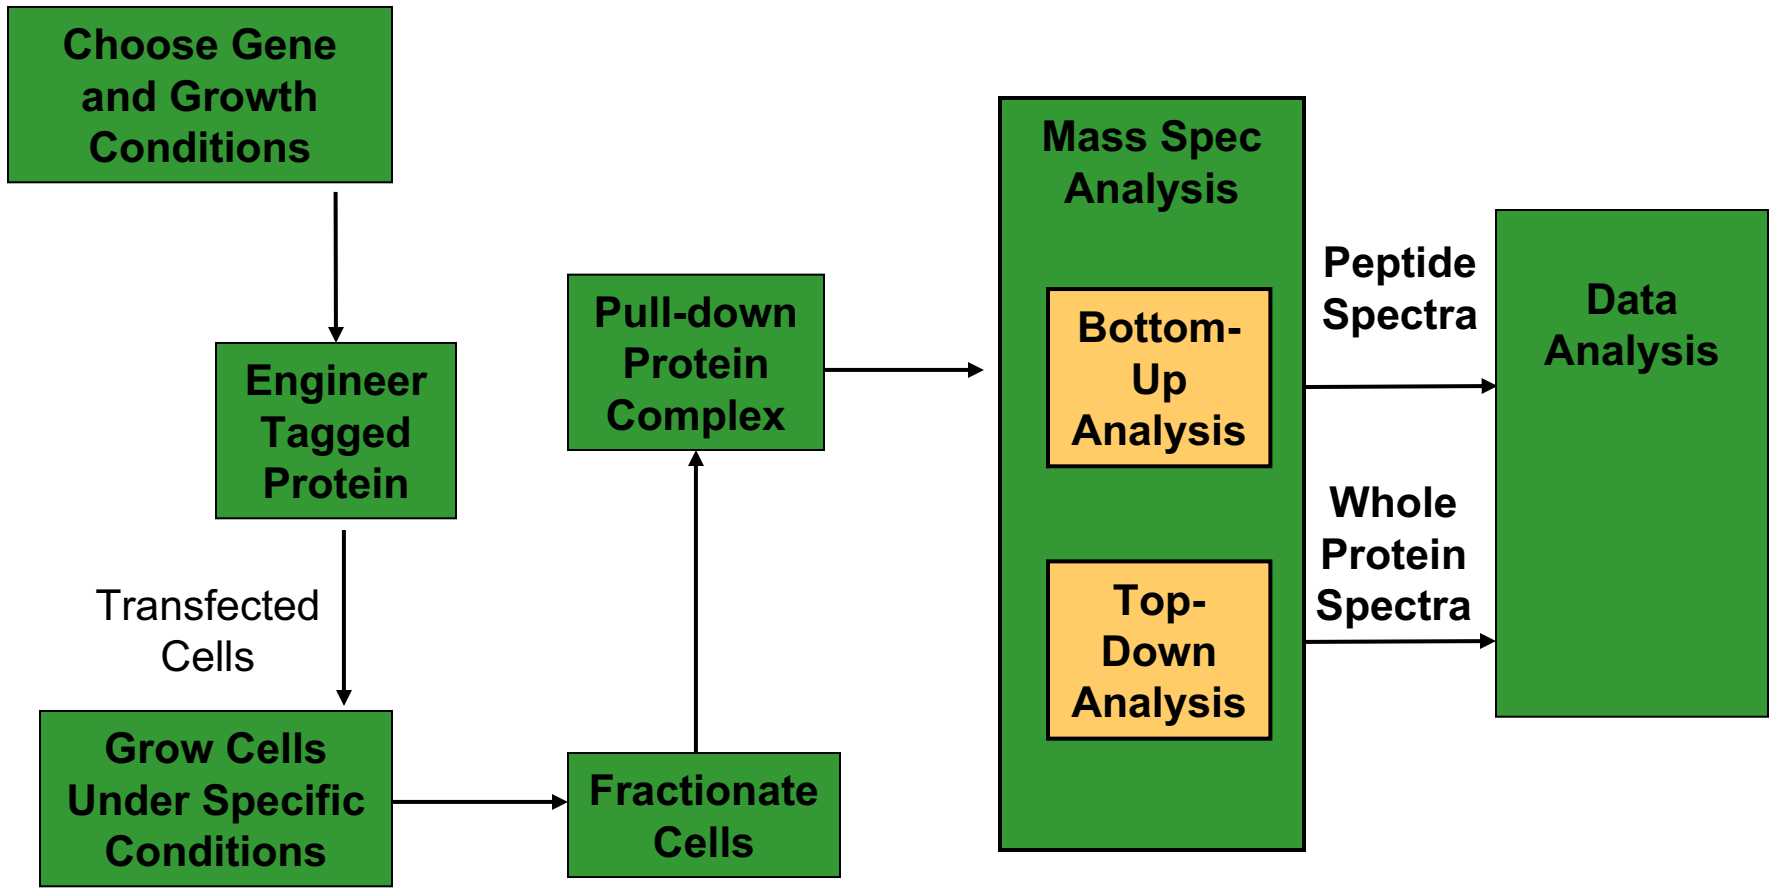 Choose Gene
and Growth
Conditions
Engineer
Tagged
Protein
Transfected
Cells
Grow Cells
Under Specific
Conditions
Fractionate
Cells
Pull-down
Protein
Complex
Mass Spec
Analysis
Bottom-
Up
Analysis
Top-
Down
Analysis
Peptide
Spectra
Whole
Protein
Spectra
Data
Analysis